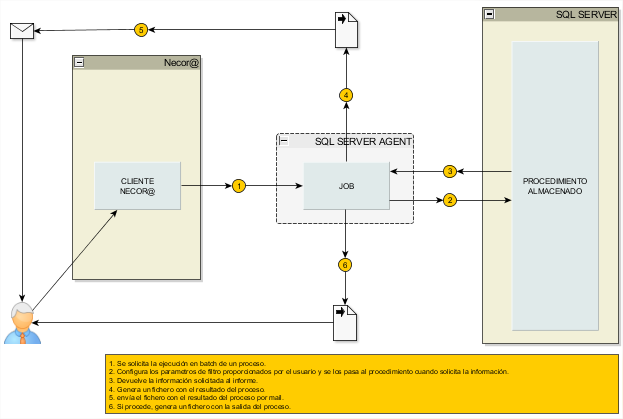 SQL SERVER
5
Necor@
4
SQL SERVER AGENT
3
CLIENTE
NECOR@
1
JOB
PROCEDIMIENTO
ALMACENADO
2
6
1. Se solicita la ejecución en batch de un proceso.
2. Configura los parametros de filtro proporcionados por el usuario y se los pasa al procedimiento cuando solicita la información.
3. Devuelve la información solicitada al informe.
4. Genera un fichero con el resultado del proceso.
5. envía el fichero con el resultado del proceso por mail.
6. Si procede, genera un fichero con la salida del proceso.